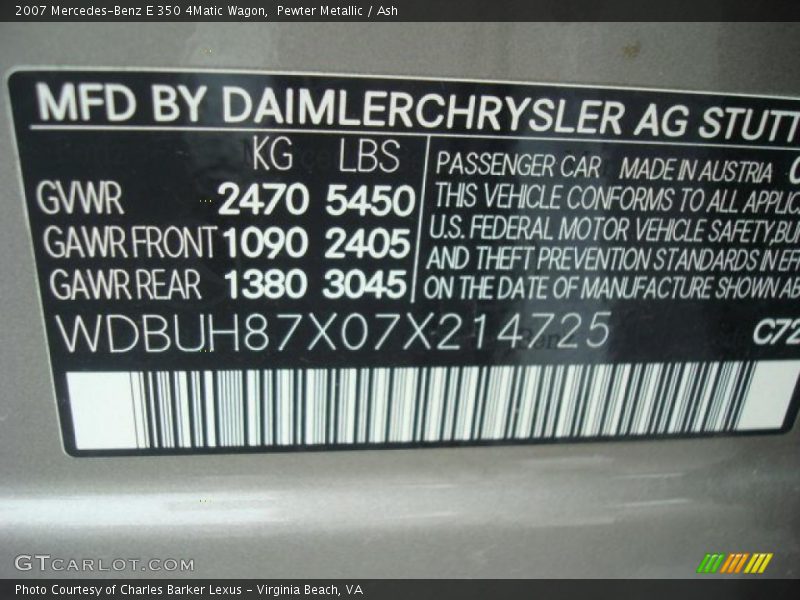 2007 Mercedes-Benz E 350 4Matic Wagon,  Pewter Metallic / Ash
MFD BY DAIMLERCHRYSLER AG STUTT
KG LBS
GVWR 2470 5450
GAWR FRONT 1090 2405
GAWR REAR 1380 3045
PASSENGER CAR MADE IN AUSTRIA
THIS VEHICLE CONFORMS TO ALL APPLIC
U.S. FEDERAL MOTOR VEHICLE SAFETY, BU
AND THEFT PREVENTION STANDARDS IN EF
ON THE DATE OF MANUFACTURE SHOWN AB
WDBUH87X07X214725 C72
GTCARLOT.COM
Photo Courtesy of Charles Barker Lexus - Virginia Beach, VA